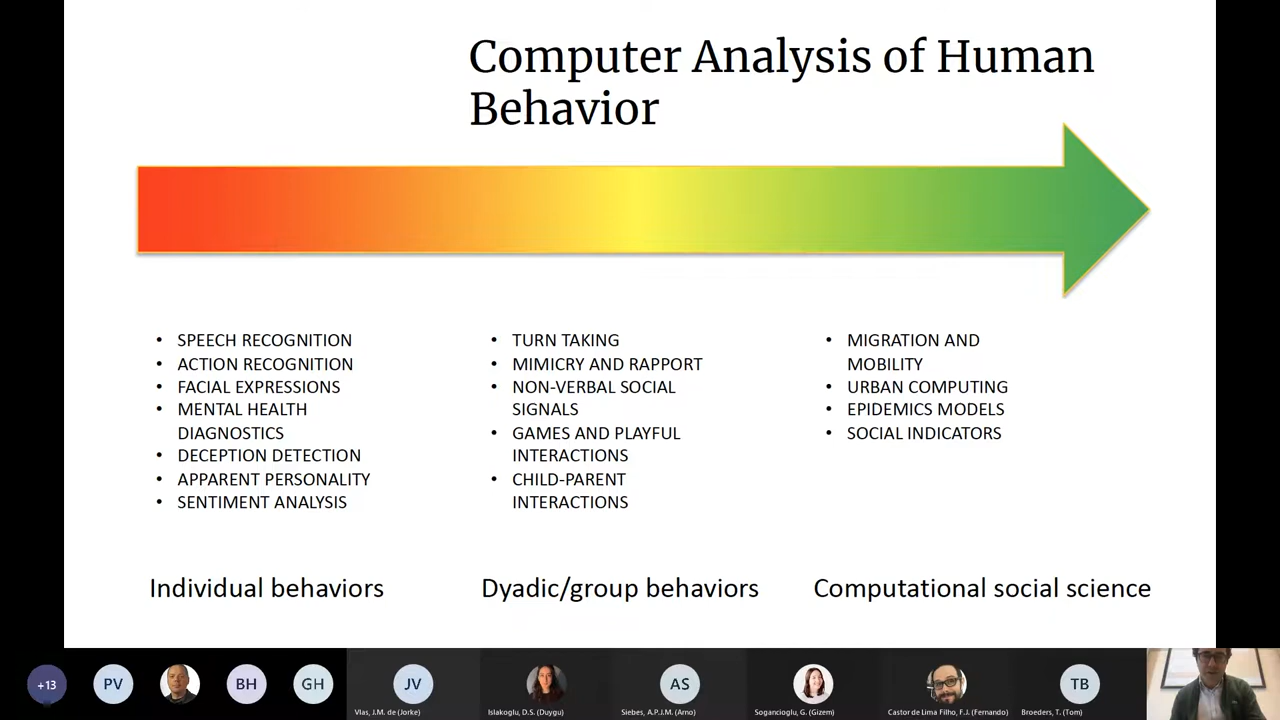 Computer Analysis of Human
Behavior
• SPEECH RECOGNITION
• ACTION RECOGNITION
• FACIAL EXPRESSIONS
• MENTAL HEALTH
DIAGNOSTICS
• DECEPTION DETECTION
• APPARENT PERSONALITY
• SENTIMENT ANALYSIS
• TURN TAKING
• MIMICRY AND RAPPORT
• NON-VERBAL SOCIAL
SIGNALS
• GAMES AND PLAYFUL
INTERACTIONS
• CHILD-PARENT
INTERACTIONS
• MIGRATION AND
MOBILITY
• URBAN COMPUTING
• EPIDEMICS MODELS
• SOCIAL INDICATORS
Individual behaviors
Dyadic/group behaviors
Computational social science
+13
PV
BH
GH
JV
Vlas, J.M. de (Jorke)
Islakoglu, D.S. (Duygu)
AS
Siebes, A.P.J.M. (Arno)
Sogancioglu, G. (Gizem)
Castor de Lima Filho, F.J. (Fernando)
TB
Broeders, T. (Tom)